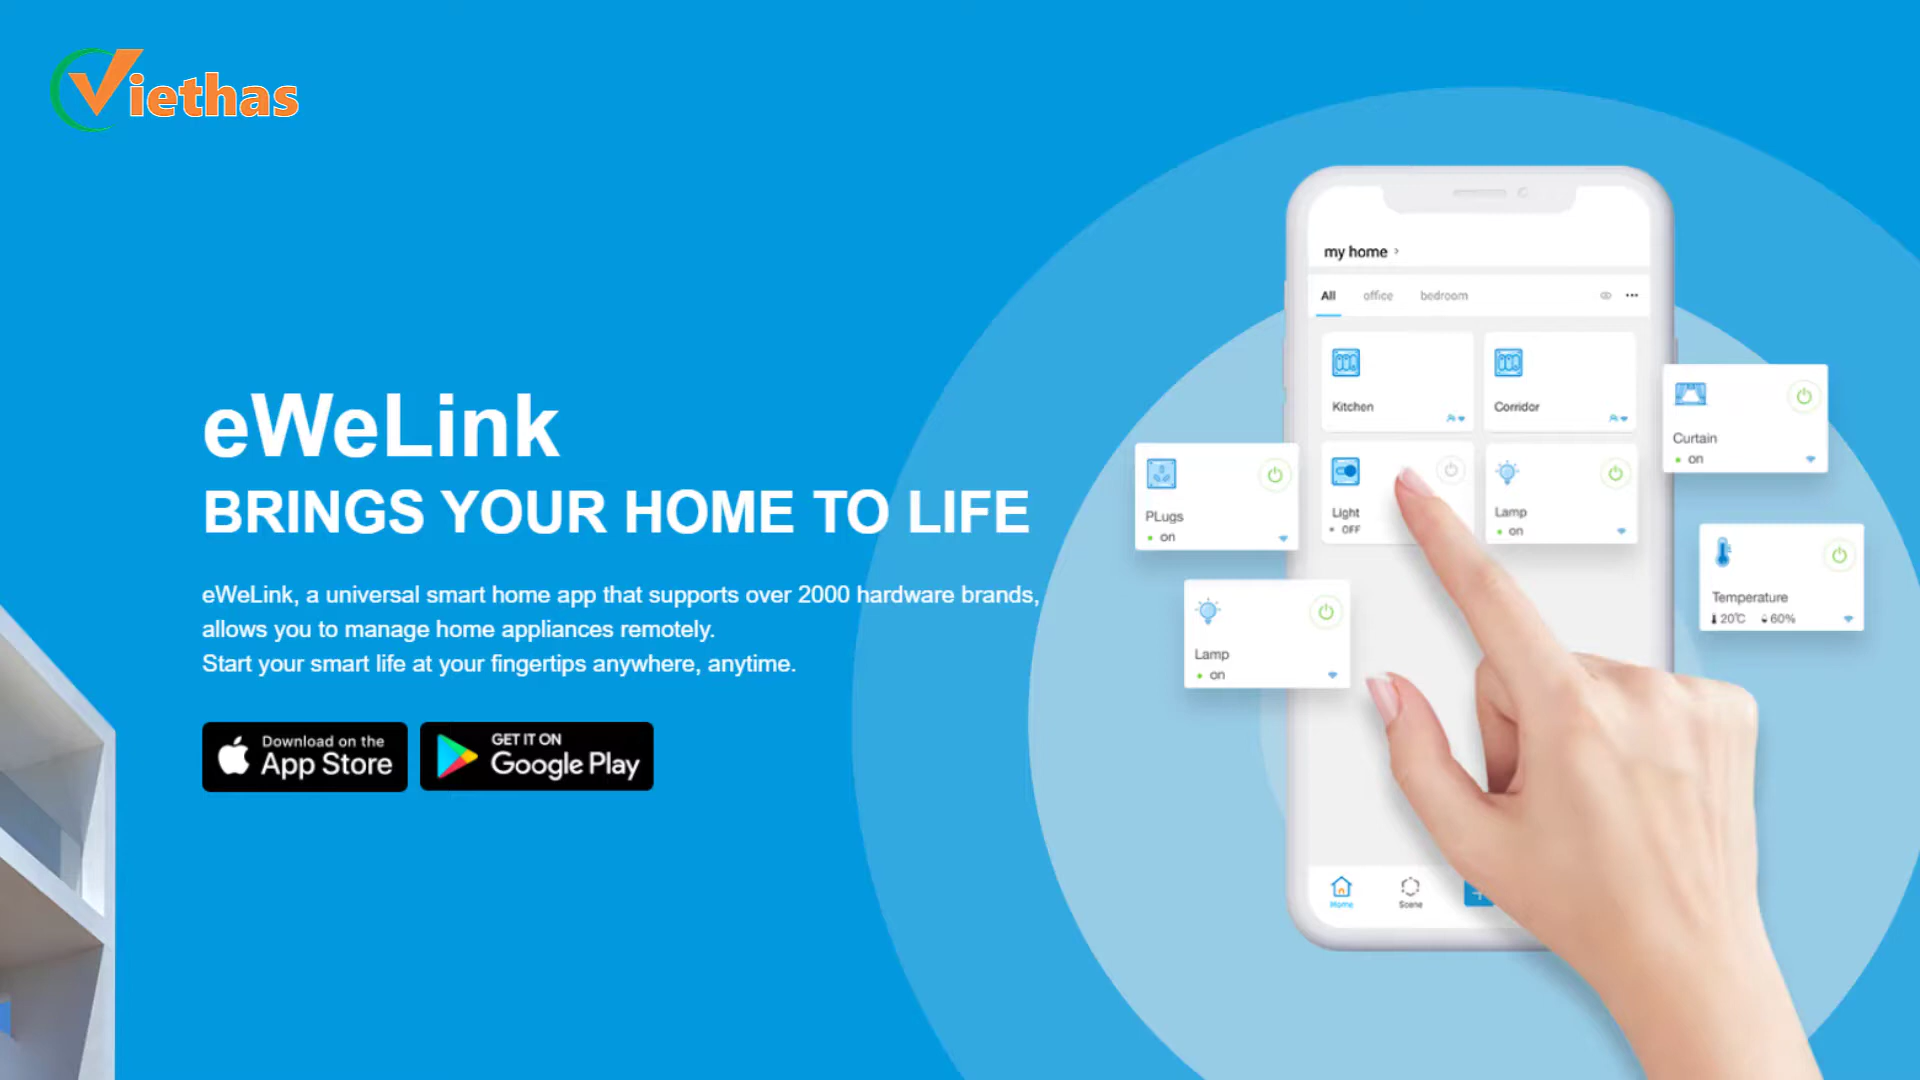 Viethas
eWeLink
BRINGS YOUR HOME TO LIFE
eWeLink, a universal smart home app that supports over 2000 hardware brands,
allows you to manage home appliances remotely.
Start your smart life at your fingertips anywhere, anytime.
Download on the
App Store
GET IT ON
Google Play
my home >
All office bedroom
Kitchen
Corridor
Light
OFF
Lamp
on
PLugs
on
Lamp
on
Curtain
on
Temperature
20℃ 60%
Home
Scene